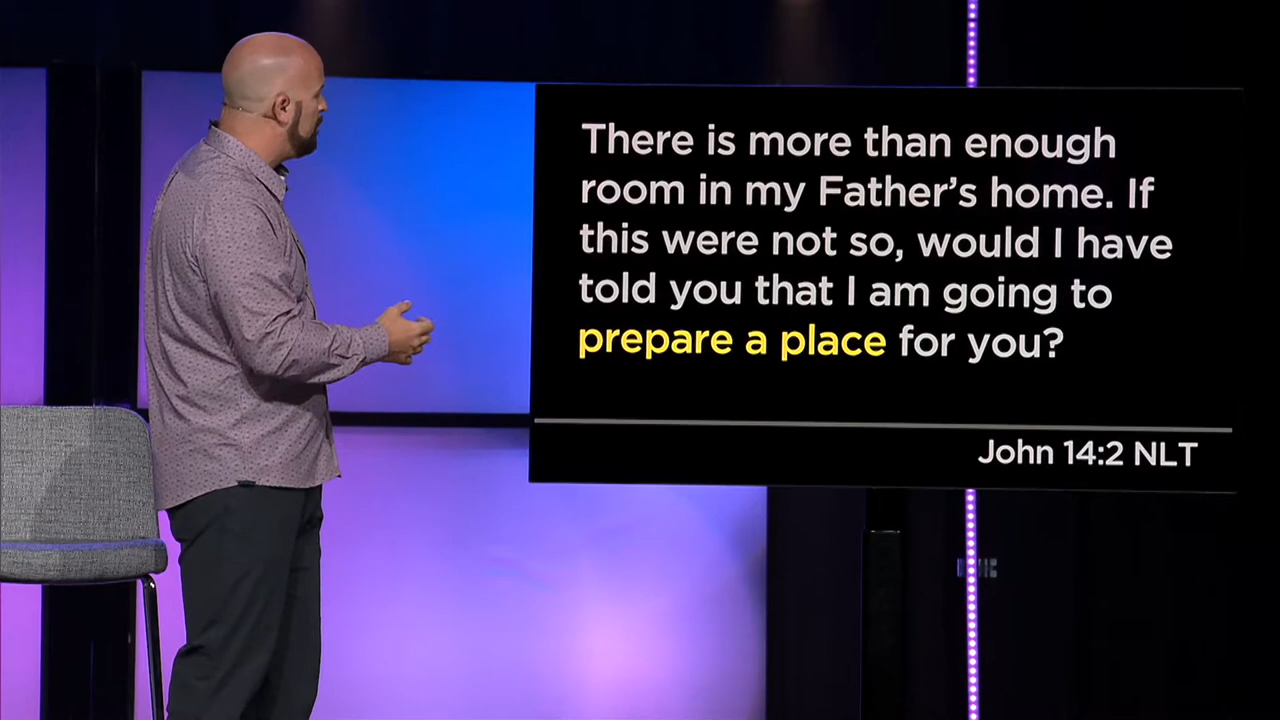 There is more than enough
room in my Father's home. If
this were not so, would I have
told you that I am going to
prepare a place for you?
John 14:2 NLT